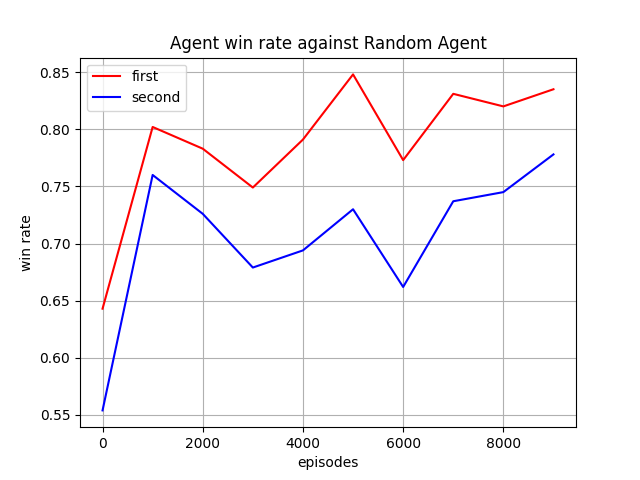 Agent win rate against Random Agent
first
second
0.85
0.80
0.75
0.70
0.65
0.60
0.55
win rate
0
2000
4000
6000
8000
episodes